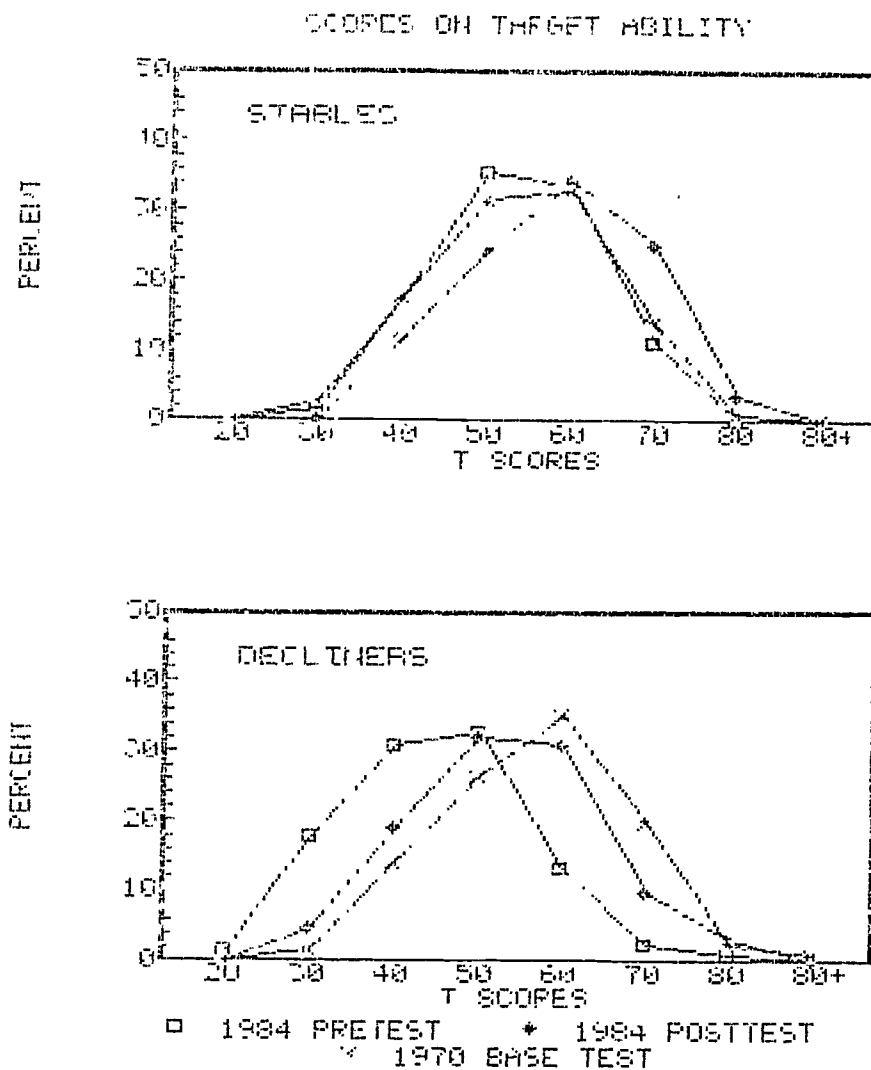 SCORES ON TARGET ABILITY
50
STABLES
40
30
20
10
0
PERCENT
20 30 40 50 60 70 80 80+
T SCORES
50
DECLINERS
40
30
20
10
0
PERCENT
20 30 40 50 60 70 80 80+
T SCORES
1984 PRETEST 1984 POSTTEST
1970 BASE TEST